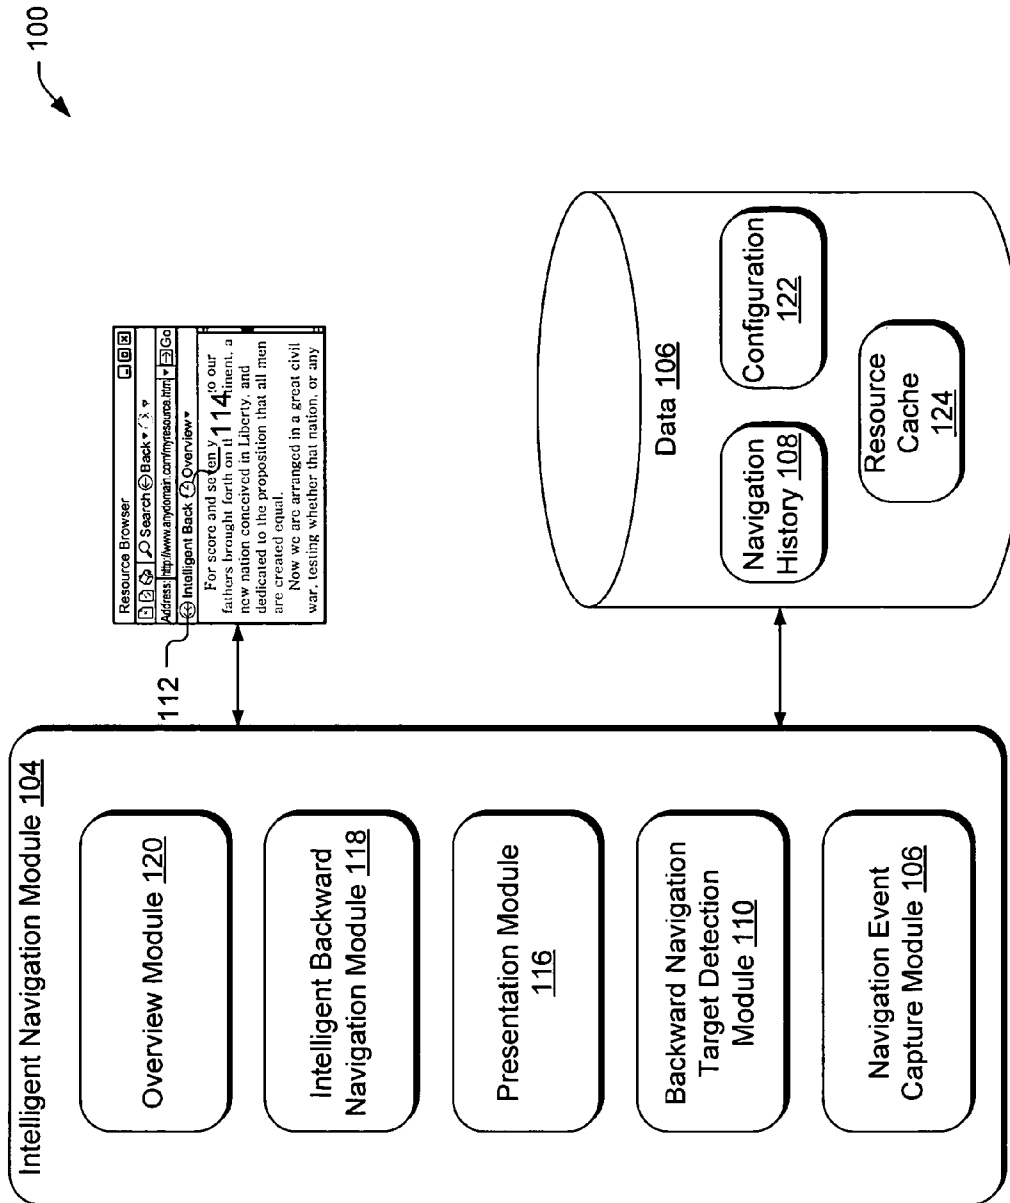 100
Intelligent Navigation Module 104
Overview Module 120
Intelligent Backward
Navigation Module 118
Presentation Module
116
Backward Navigation
Target Detection
Module 110
Navigation Event
Capture Module 106
112
Resource Browser
Search Back
Address: http://www.anydomain.com/myresource.htm Go
Intelligent Back Overview
114
For score and seven y to our
fathers brought forth on tl tinent, a
new nation conceived in Liberty, and
dedicated to the proposition that all men
are created equal.
Now we are arranged in a great civil
war, testing whether that nation, or any
Data 106
Navigation
History 108
Configuration
122
Resource
Cache
124